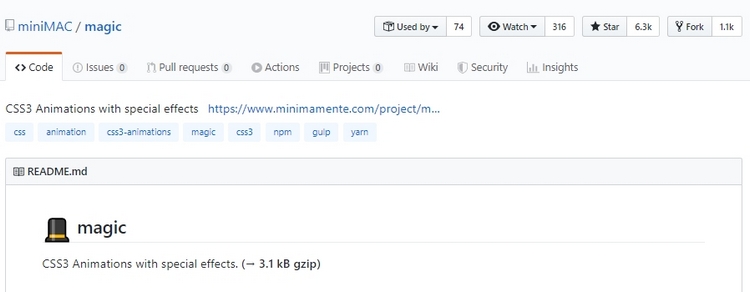 miniMAC / magic
Used by 74 Watch 316 Star 6.3k Fork 1.1k
Code Issues 0 Pull requests 0 Actions Projects 0 Wiki Security Insights
CSS3 Animations with special effects https://www.minimamente.com/project/m...
css animation css3-animations magic css3 npm gulp yarn
README.md
magic
CSS3 Animations with special effects. (~ 3.1 kB gzip)